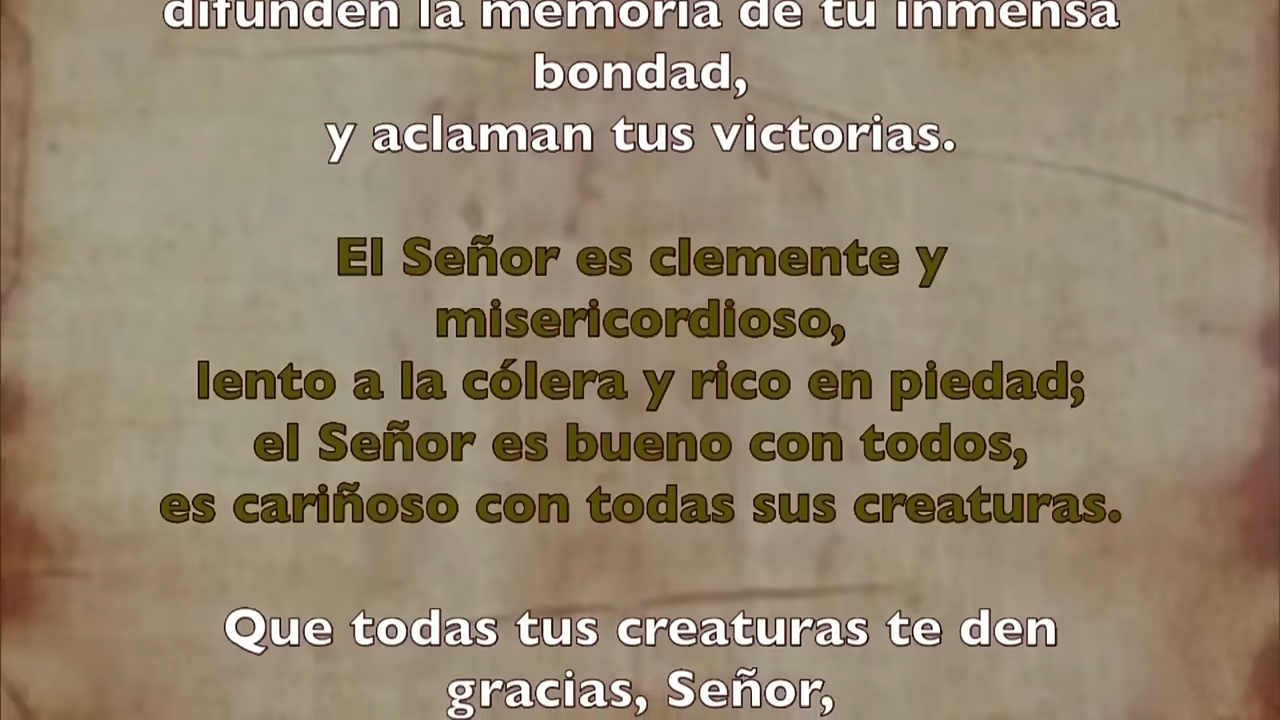 difunden la memoria de tu inmensa
bondad,
y aclaman tus victorias.
El Señor es clemente y
misericordioso,
lento a la cólera y rico en piedad;
el Señor es bueno con todos,
es cariñoso con todas sus creaturas.
Que todas tus creaturas te den
gracias, Señor,